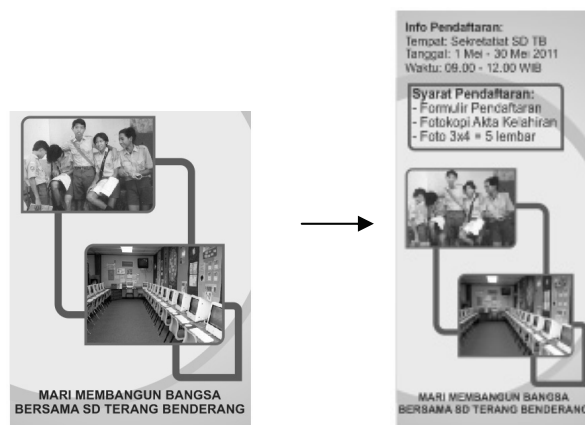 MARI MEMBANGUN BANGSA
BERSAMA SD TERANG BENDERANG
Info Pendaftaran:
Tempat: Sekretatiat SD TB
Tanggal: 1 Mei - 30 Mei 2011
Waktu: 09.00 - 12.00 WIB
Syarat Pendaftaran:
- Formulir Pendaftaran
- Fotokopi Akta Kelahiran
- Foto 3x4 = 5 lembar
MARI MEMBANGUN BANGSA
BERSAMA SD TERANG BENDERANG